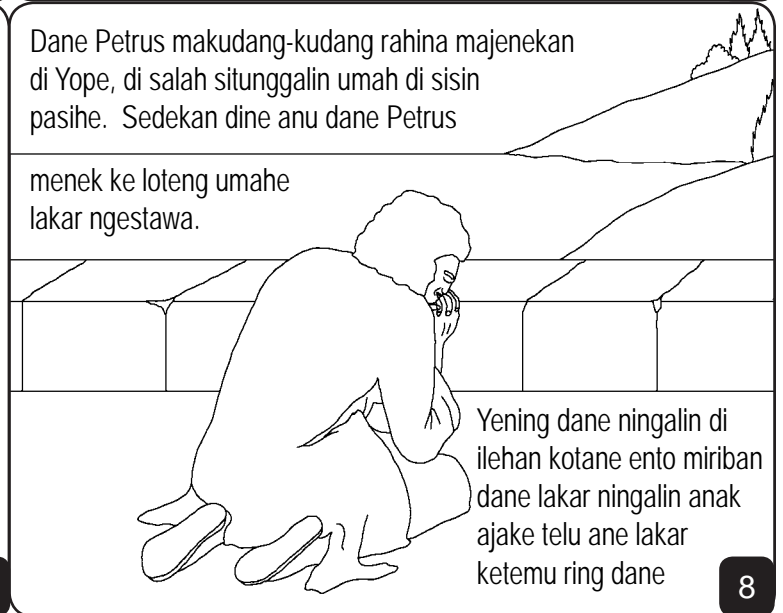 Dane Petrus makudang-kudang rahina majenekan
di Yope, di salah situnggalin umah di sisin
pasihe. Sedekan dine anu dane Petrus
menek ke loteng umahe
lakar ngestawa.
Yening dane ningalin di
ilehan kotane ento miriban
dane lakar ningalin anak
ajake telu ane lakar
ketemu ring dane
8